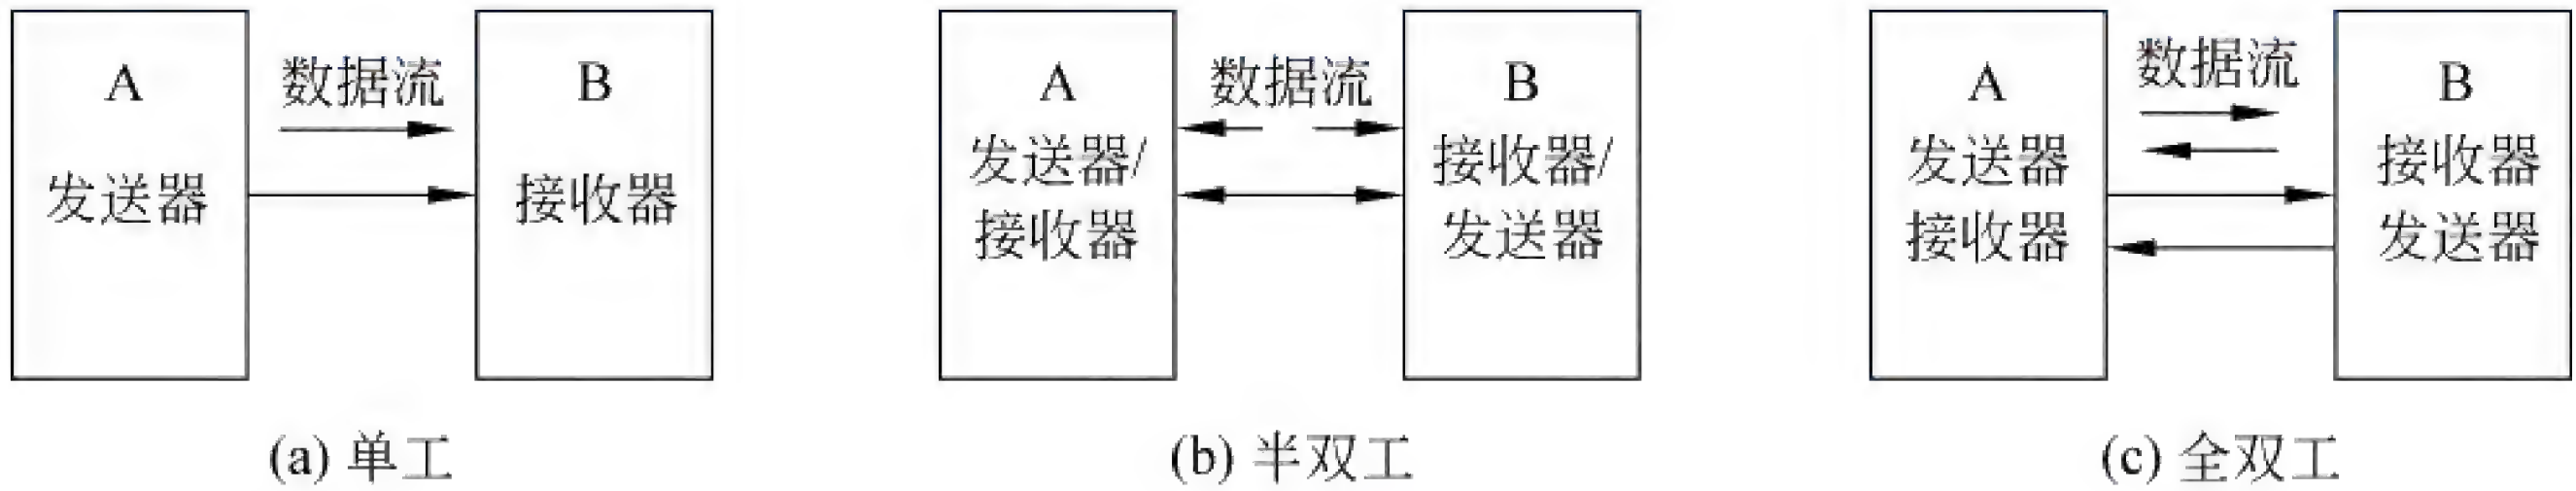 A
发送器
数据流
B
接收器
(a) 单工
A
发送器/
接收器
数据流
B
接收器/
发送器
(b) 半双工
A
发送器
接收器
数据流
B
接收器
发送器
(c) 全双工